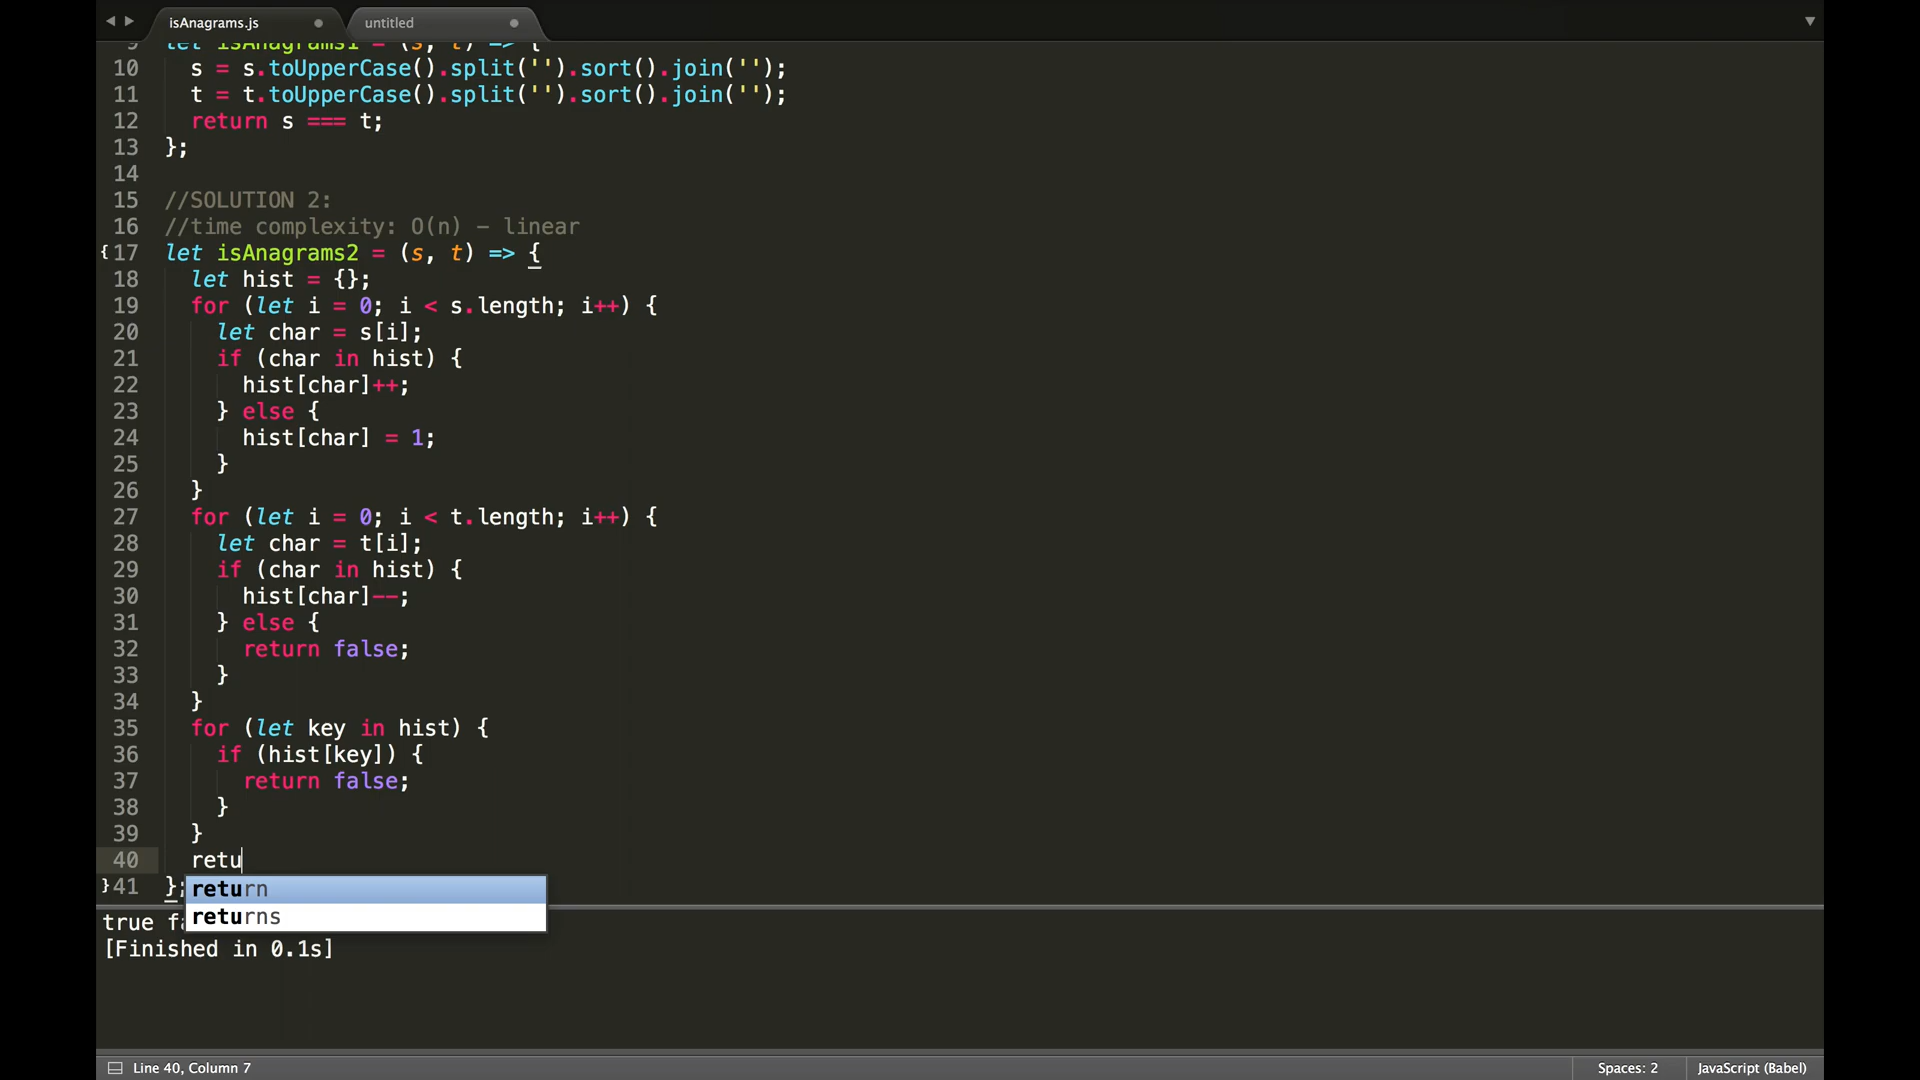 isAnagrams.js
untitled
9 let isAnagrams1 = (s, t) => {
10 s = s.toUpperCase().split('').sort().join('');
11 t = t.toUpperCase().split('').sort().join('');
12 return s === t;
13 };
14
15 //SOLUTION 2:
16 //time complexity: O(n) – linear
{17 let isAnagrams2 = (s, t) => {
18 let hist = {};
19 for (let i = 0; i < s.length; i++) {
20 let char = s[i];
21 if (char in hist) {
22 hist[char]++;
23 } else {
24 hist[char] = 1;
25 }
26 }
27 for (let i = 0; i < t.length; i++) {
28 let char = t[i];
29 if (char in hist) {
30 hist[char]--;
31 } else {
32 return false;
33 }
34 }
35 for (let key in hist) {
36 if (hist[key]) {
37 return false;
38 }
39 }
40 retu
}41 };
return
returns
true
[Finished in 0.1s]
Line 40, Column 7
Spaces: 2
JavaScript (Babel)